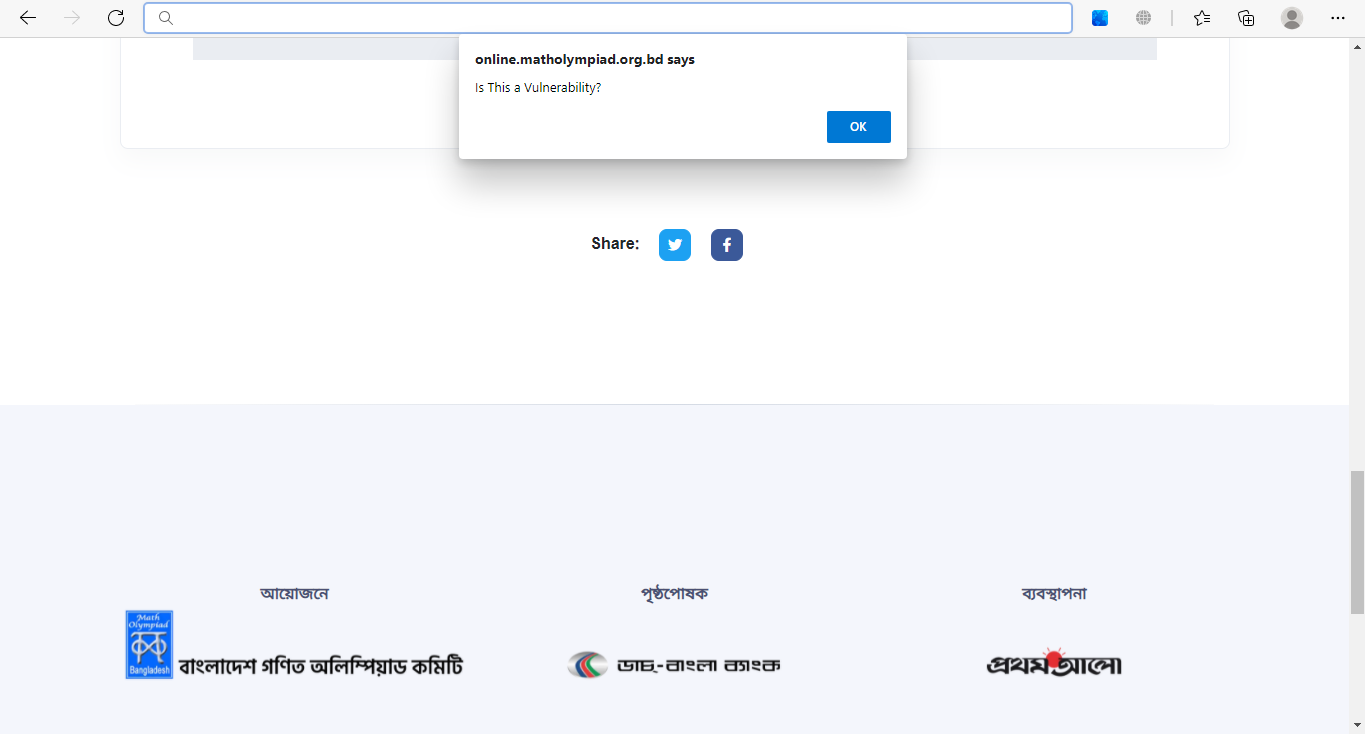 online.matholympiad.org.bd says
Is This a Vulnerability?
OK
Share:
আয়োজনে
পৃষ্ঠপোষক
ব্যবস্থাপনা
Math
Olympiad
Bangladesh
বাংলাদেশ গণিত অলিম্পিয়াড কমিটি
ডাচ্-বাংলা ব্যাংক
প্রথম আলো